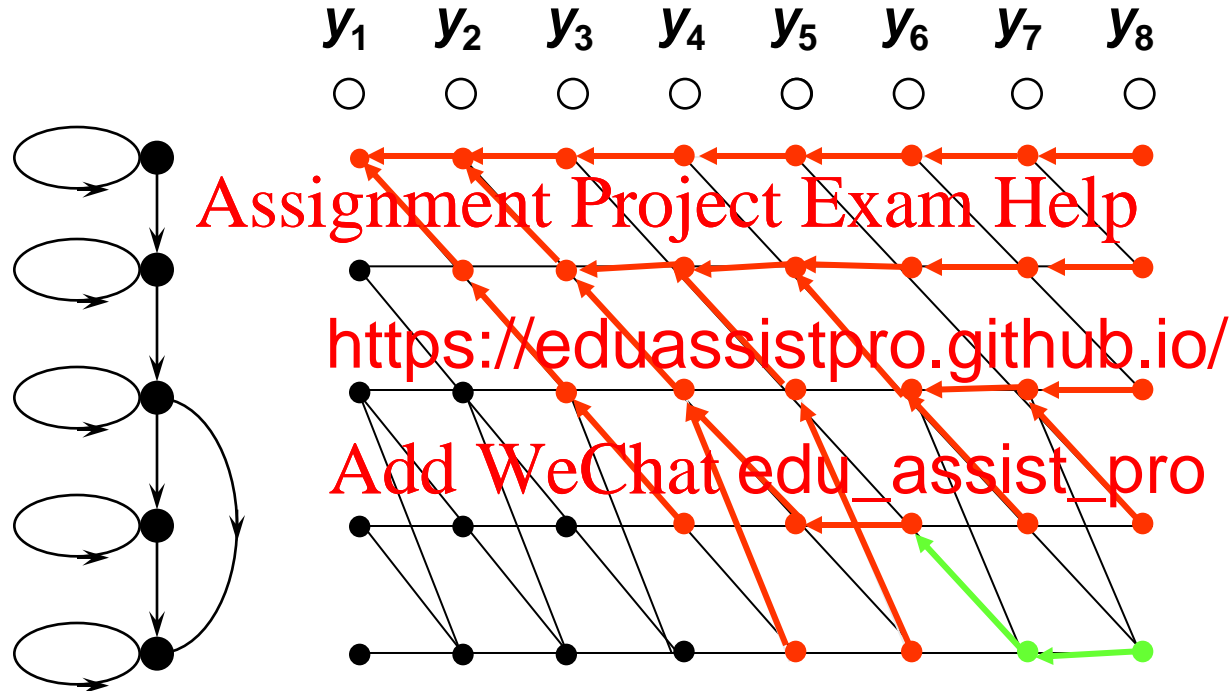 y1 y2 y3 y4 y5 y6 y7 y8
Assignment Project Exam Help
https://eduassistpro.github.io/
Add WeChat edu_assist_pro